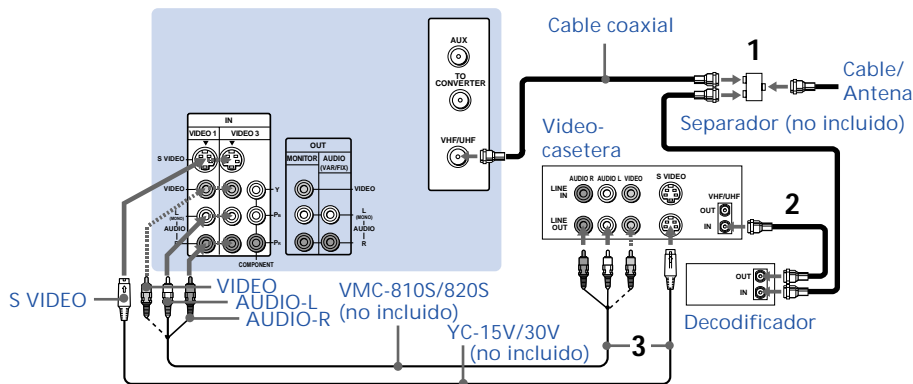 Cable coaxial
1
Cable/
Antena
Separador (no incluido)
AUX
TO
CONVERTER
VHF/UHF
IN
VIDEO 1
VIDEO 3
S VIDEO
VIDEO
L
(MONO)
AUDIO
R
Y
PB
PR
COMPONENT
OUT
MONITOR
AUDIO
(VAR/FIX)
VIDEO
L
(MONO)
AUDIO
R
Video-
casetera
AUDIO R
AUDIO L
VIDEO
S VIDEO
LINE
IN
LINE
OUT
VHF/UHF
OUT
IN
2
OUT
IN
Decodificador
S VIDEO
VIDEO
AUDIO-L
AUDIO-R
VMC-810S/820S
(no incluido)
YC-15V/30V
(no incluido)
3